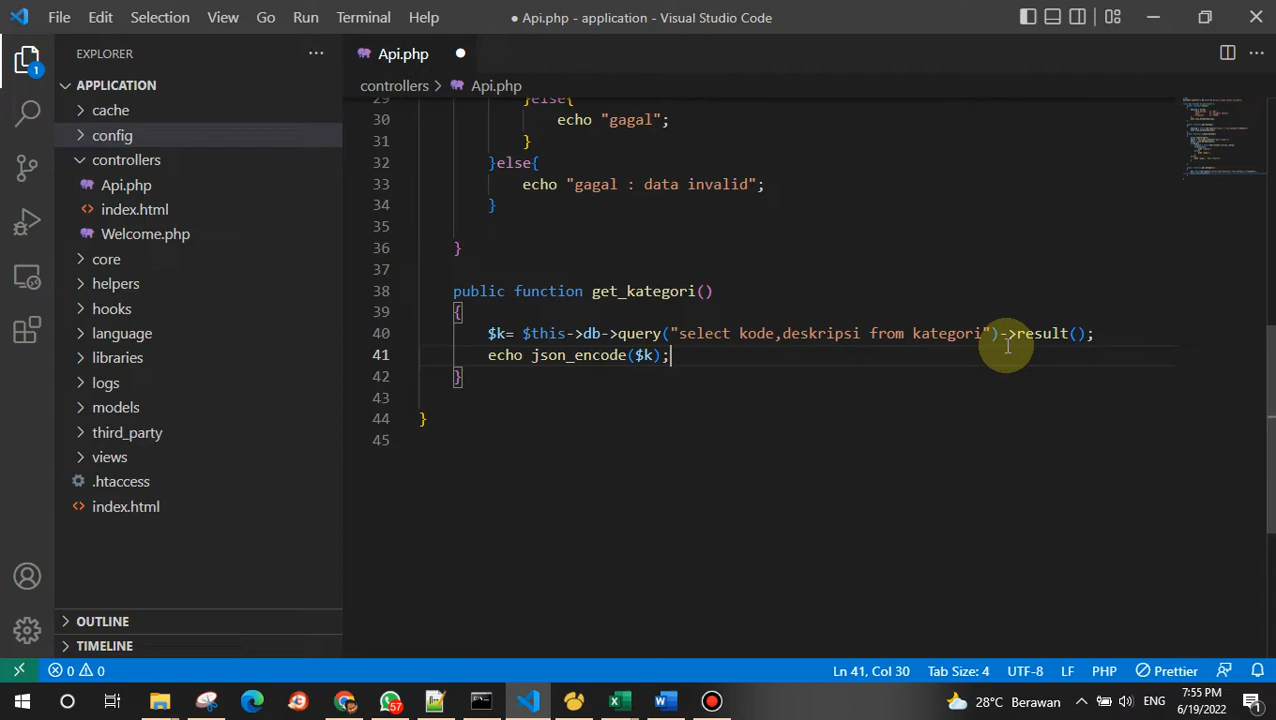 File Edit Selection View Go Run Terminal Help
● Api.php - application - Visual Studio Code
EXPLORER
Api.php
APPLICATION
controllers > Api.php
cache
config
controllers
Api.php
index.html
Welcome.php
core
helpers
hooks
language
libraries
logs
models
third_party
views
.htaccess
index.html
OUTLINE
TIMELINE
1
29 }else{
30 echo "gagal";
31 }
32 }else{
33 echo "gagal : data invalid";
34 }
35
36 }
37
38 public function get_kategori()
39 {
40 $k= $this->db->query("select kode,deskripsi from kategori")->result();
41 echo json_encode($k);
42 }
43
44 }
45
0 0 Ln 41, Col 30 Tab Size: 4 UTF-8 LF PHP Prettier
57
28°C Berawan ENG 7:55 PM
6/19/2022
1